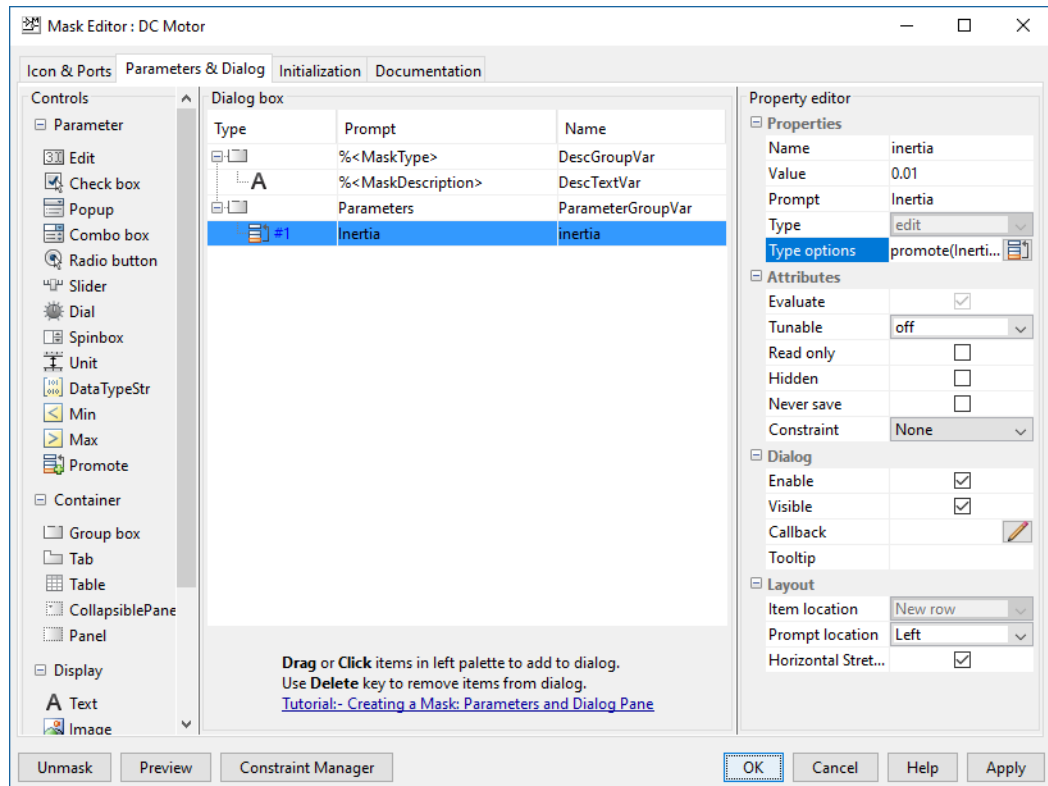 Mask Editor : DC Motor
Icon & Ports Parameters & Dialog Initialization Documentation
Controls
Parameter
Edit
Check box
Popup
Combo box
Radio button
Slider
Dial
Spinbox
Unit
DataTypeStr
Min
Max
Promote
Container
Group box
Tab
Table
CollapsiblePane
Panel
Display
A Text
Image
Dialog box
Type Prompt Name
%<MaskType> DescGroupVar
A %<MaskDescription> DescTextVar
Parameters ParameterGroupVar
#1 Inertia inertia
Drag or Click items in left palette to add to dialog.
Use Delete key to remove items from dialog.
Tutorial:- Creating a Mask: Parameters and Dialog Pane
Property editor
Properties
Name inertia
Value 0.01
Prompt Inertia
Type edit
Type options promote(Inerti...
Attributes
Evaluate
Tunable off
Read only
Hidden
Never save
Constraint None
Dialog
Enable
Visible
Callback
Tooltip
Layout
Item location New row
Prompt location Left
Horizontal Stret...
Unmask Preview Constraint Manager OK Cancel Help Apply